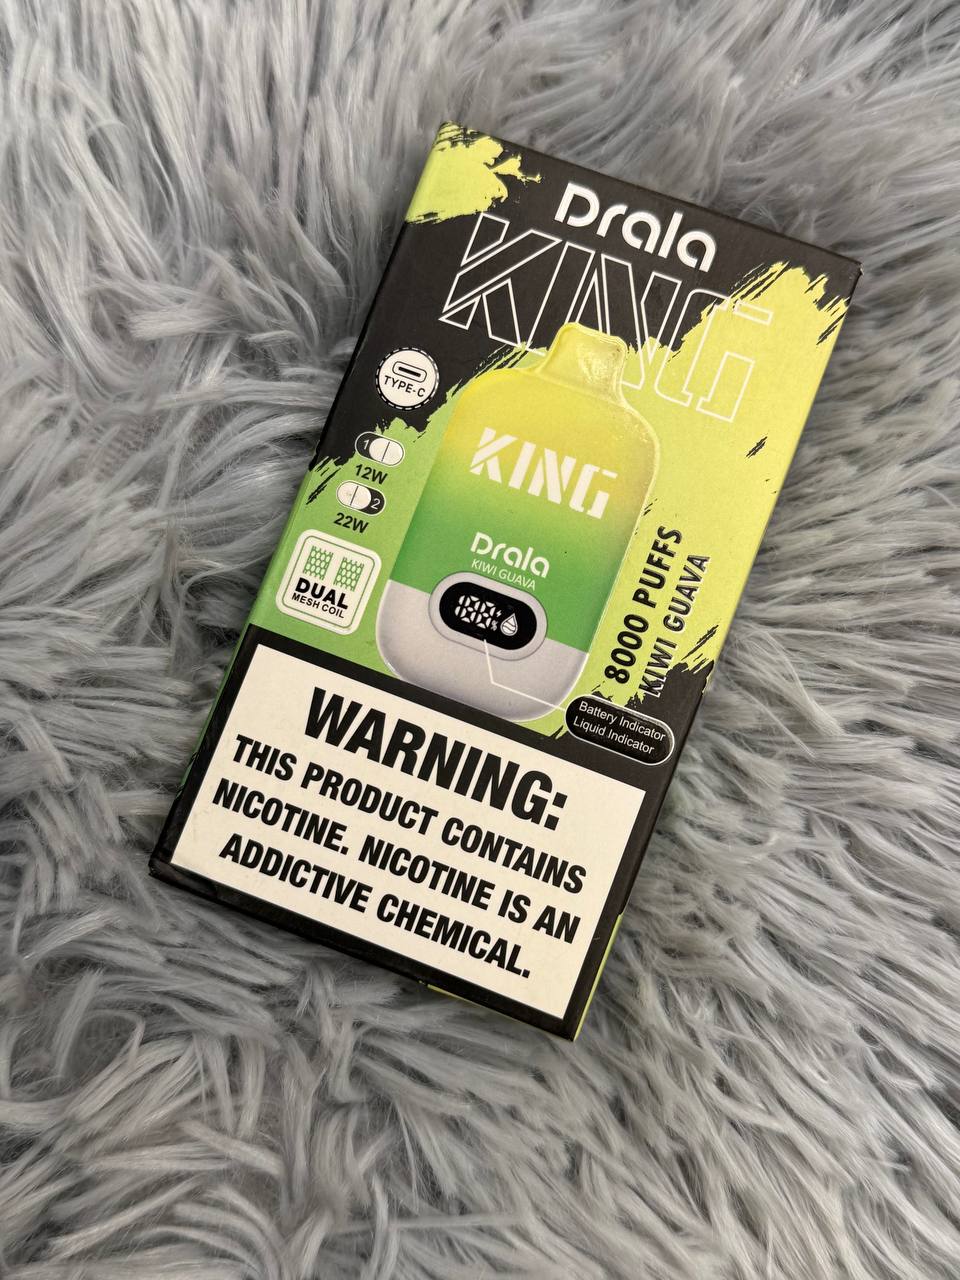 Drala
KING
TYPE-C
1
12W
2
22W
DUAL
MESH COIL
KING
Drala
KIWI GUAVA
188%
8000 PUFFS
KIWI GUAVA
Battery Indicator
Liquid Indicator
WARNING:
THIS PRODUCT CONTAINS
NICOTINE. NICOTINE IS AN
ADDICTIVE CHEMICAL.